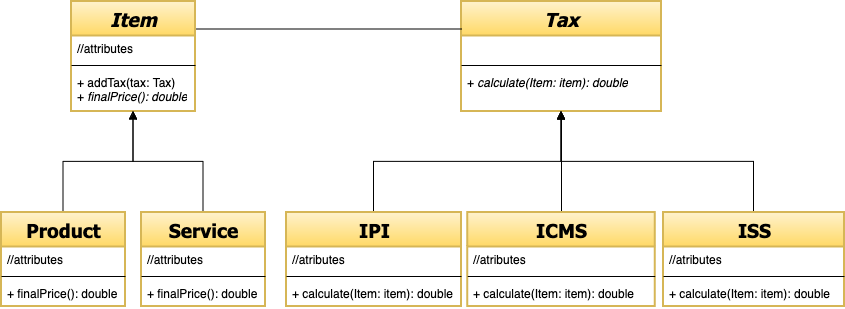 Item
//attributes
+ addTax(tax: Tax)
+ finalPrice(): double
Tax
+ calculate(Item: item): double
Product
//attributes
+ finalPrice(): double
Service
//attributes
+ finalPrice(): double
IPI
//atributes
+ calculate(Item: item): double
ICMS
//atributes
+ calculate(Item: item): double
ISS
//atributes
+ calculate(Item: item): double